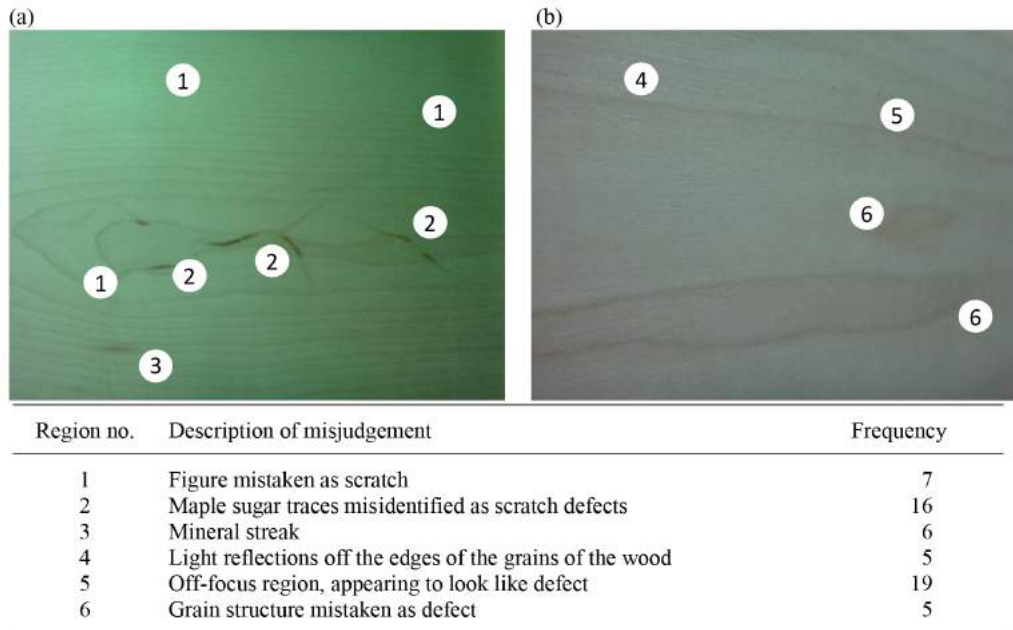 (a) (b)
1
4
1
5
2
6
1 2 2
6
3
Region no. Description of misjudgement Frequency
1 Figure mistaken as scratch 7
2 Maple sugar traces misidentified as scratch defects 16
3 Mineral streak 6
4 Light reflections off the edges of the grains of the wood 5
5 Off-focus region, appearing to look like defect 19
6 Grain structure mistaken as defect 5